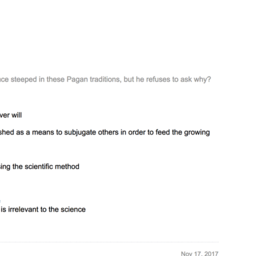 ce steeped in these Pagan traditions, but he refuses to ask why?
ver will
shed as a means to subjugate others in order to feed the growing
ing the scientific method
is irrelevant to the science
Nov 17, 2017